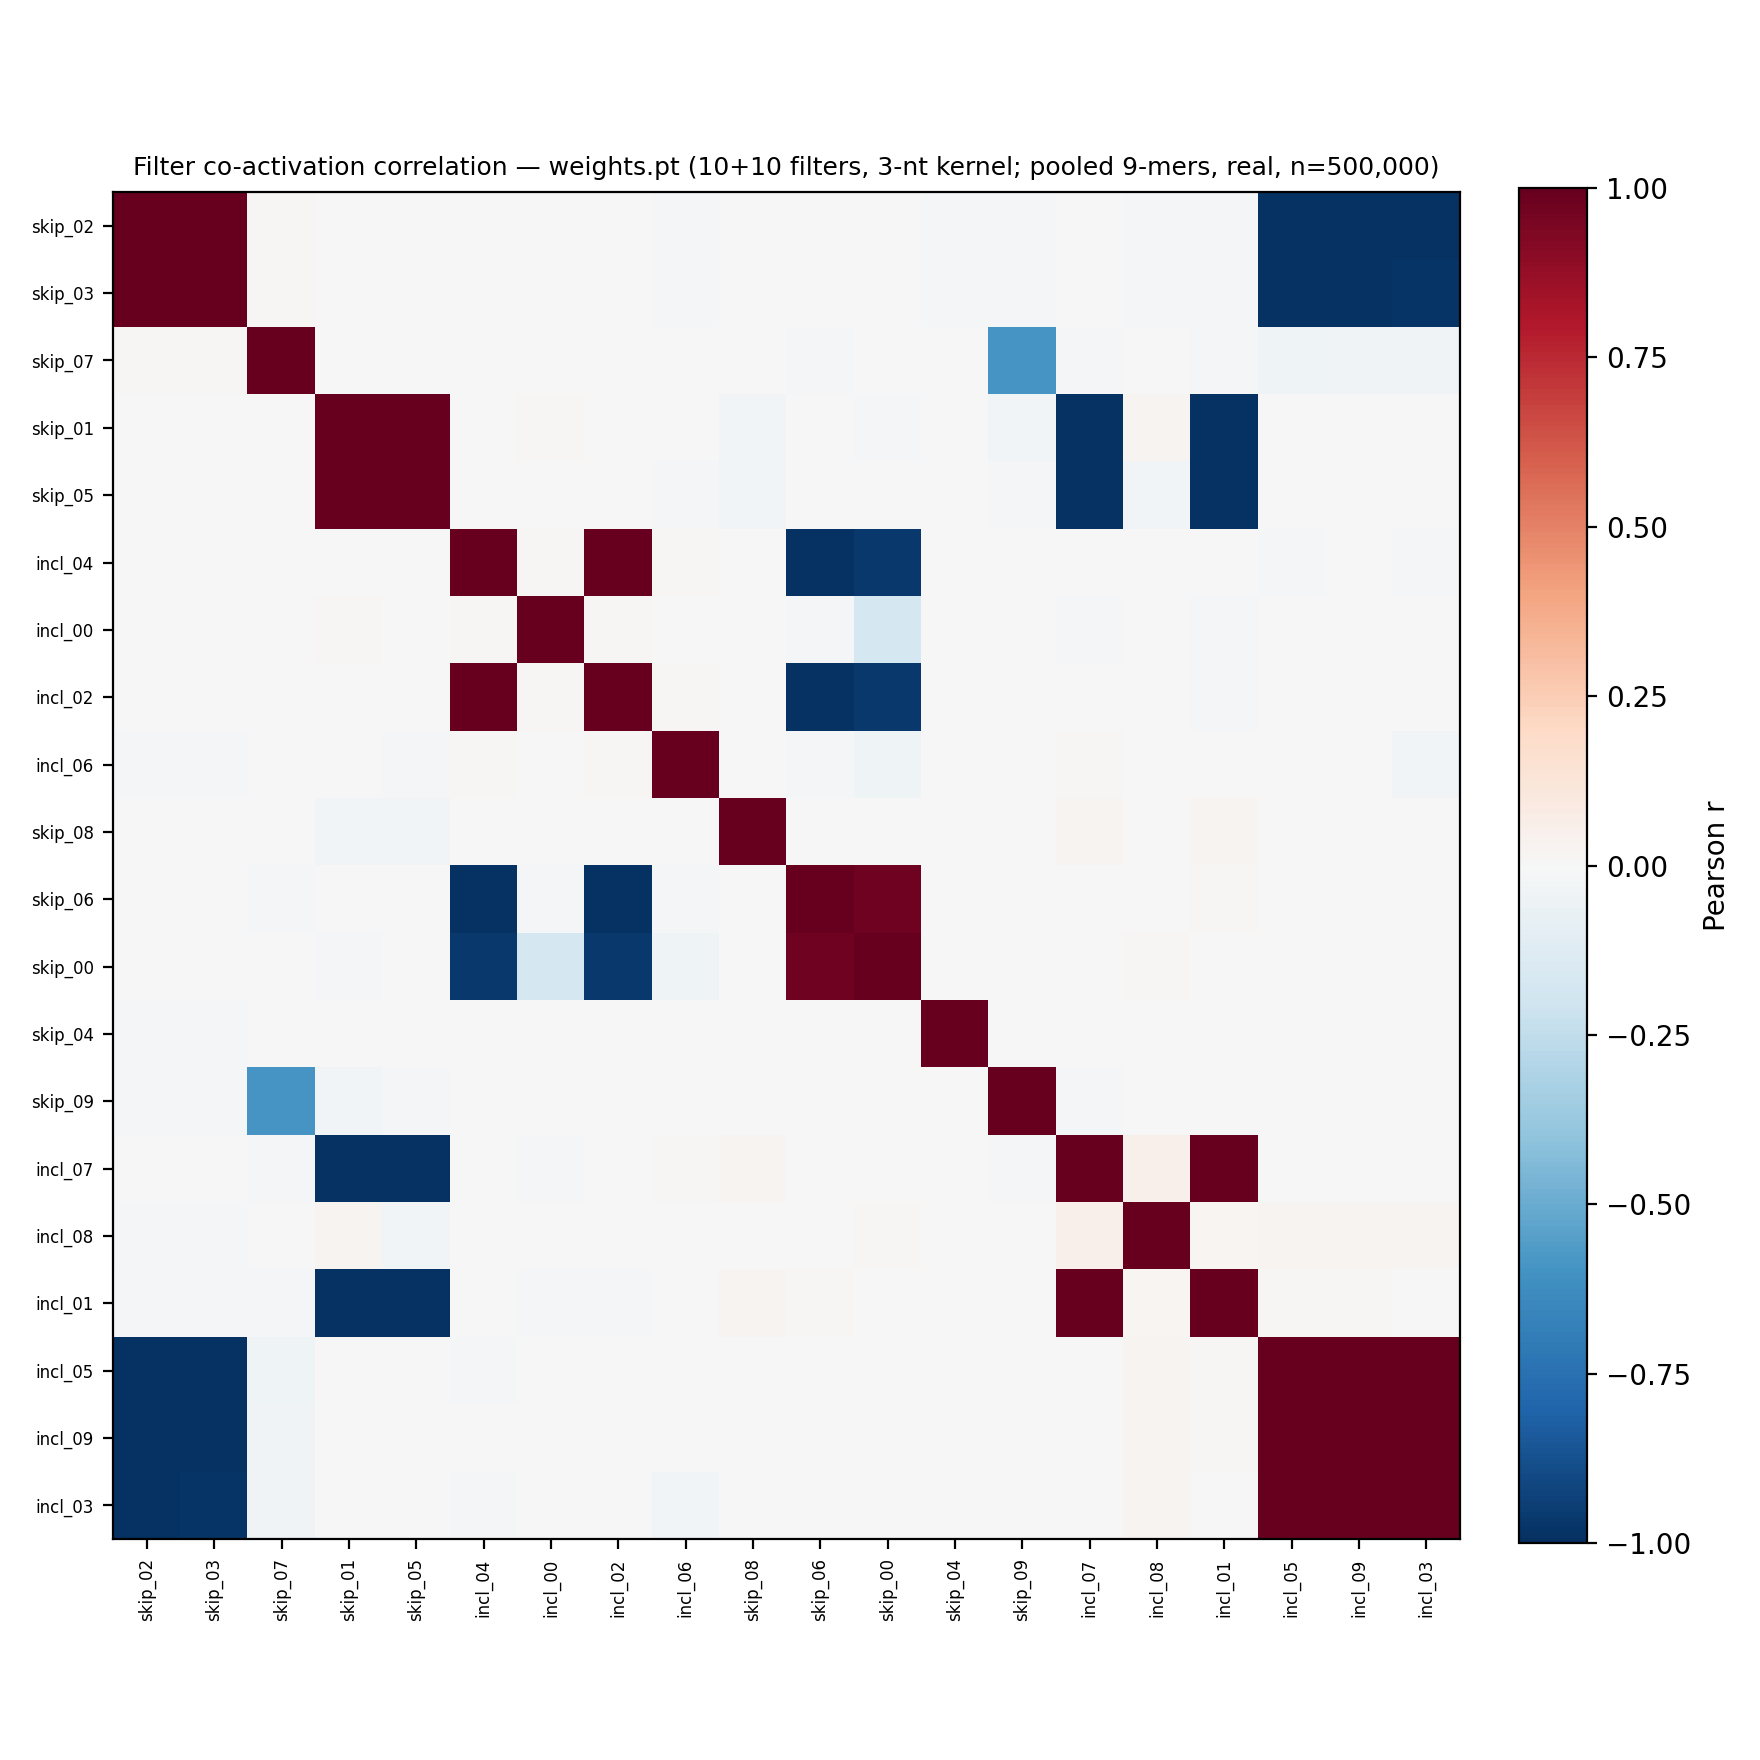 Filter co-activation correlation — weights.pt (10+10 filters, 3-nt kernel; pooled 9-mers, real, n=500,000)
skip_02
skip_03
skip_07
skip_01
skip_05
incl_04
incl_00
incl_02
incl_06
skip_08
skip_06
skip_00
skip_04
skip_09
incl_07
incl_08
incl_01
incl_05
incl_09
incl_03
skip_02
skip_03
skip_07
skip_01
skip_05
incl_04
incl_00
incl_02
incl_06
skip_08
skip_06
skip_00
skip_04
skip_09
incl_07
incl_08
incl_01
incl_05
incl_09
incl_03
1.00
0.75
0.50
0.25
0.00
−0.25
−0.50
−0.75
−1.00
Pearson r